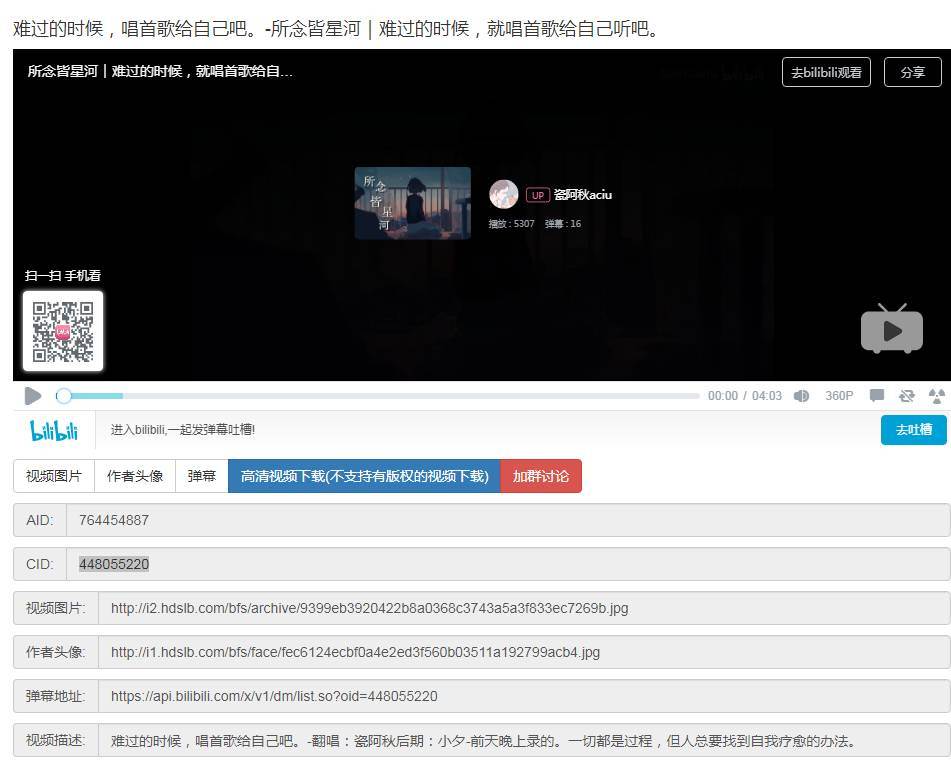 难过的时候，唱首歌给自己吧。-所念皆星河｜难过的时候，就唱首歌给自己听吧。
所念皆星河｜难过的时候，就唱首歌给自...
去bilibili观看
分享
所念皆星河
UP 瓷阿秋aciu
播放 : 5307 弹幕 : 16
扫一扫 手机看
00:00 / 04:03
360P
bilibili
进入bilibili,一起发弹幕吐槽!
去吐槽
视频图片
作者头像
弹幕
高清视频下载(不支持有版权的视频下载)
加群讨论
AID: 764454887
CID: 448055220
视频图片: http://i2.hdslb.com/bfs/archive/9399eb3920422b8a0368c3743a5a3f833ec7269b.jpg
作者头像: http://i1.hdslb.com/bfs/face/fec6124ecbf0a4e2ed3f560b03511a192799acb4.jpg
弹幕地址: https://api.bilibili.com/x/v1/dm/list.so?oid=448055220
视频描述: 难过的时候，唱首歌给自己吧。-翻唱：瓷阿秋后期：小夕-前天晚上录的。一切都是过程，但人总要找到自我疗愈的办法。